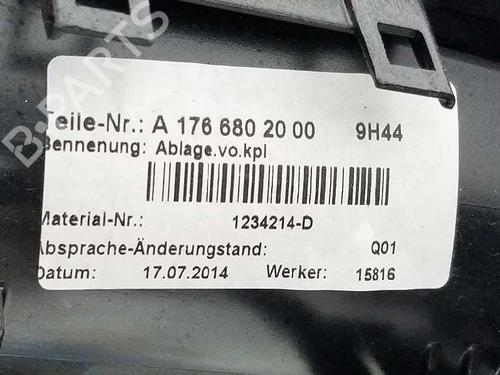 B-PARTS
Teile-Nr.: A 176 680 20 00 9H44
Bennenung: Ablage.vo.kpl
Material-Nr.: 1234214-D
Absprache-Änderungstand: Q01
Datum: 17.07.2014 Werker: 15816